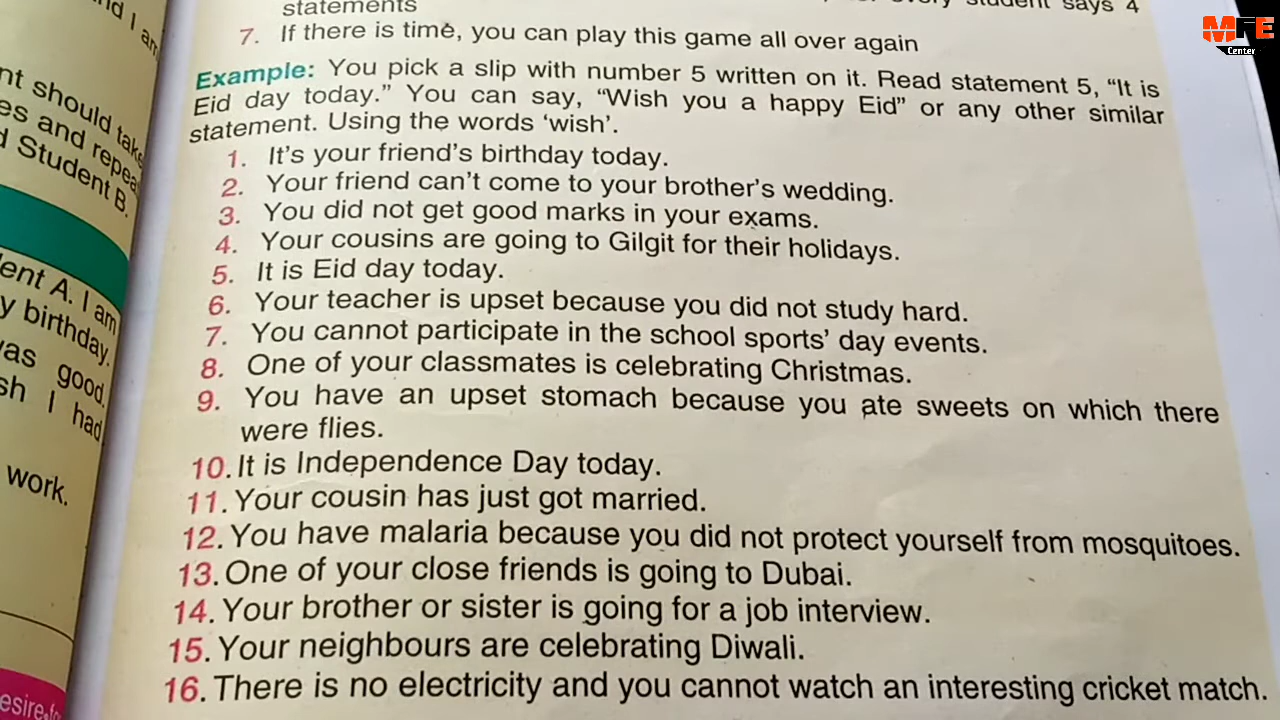 nd I am
nt should take
es and repea
d Student B.
ent A. I am
y birthday.
was good.
sh I had
work.
esire
statements
every student says 4
7. If there is time, you can play this game all over again
Example: You pick a slip with number 5 written on it. Read statement 5, “It is
Eid day today.” You can say, “Wish you a happy Eid” or any other similar
statement. Using the words ‘wish’.
1. It’s your friend’s birthday today.
2. Your friend can’t come to your brother’s wedding.
3. You did not get good marks in your exams.
4. Your cousins are going to Gilgit for their holidays.
5. It is Eid day today.
6. Your teacher is upset because you did not study hard.
7. You cannot participate in the school sports’ day events.
8. One of your classmates is celebrating Christmas.
9. You have an upset stomach because you ate sweets on which there
were flies.
10. It is Independence Day today.
11. Your cousin has just got married.
12. You have malaria because you did not protect yourself from mosquitoes.
13. One of your close friends is going to Dubai.
14. Your brother or sister is going for a job interview.
15. Your neighbours are celebrating Diwali.
16. There is no electricity and you cannot watch an interesting cricket match.
MFE
Center